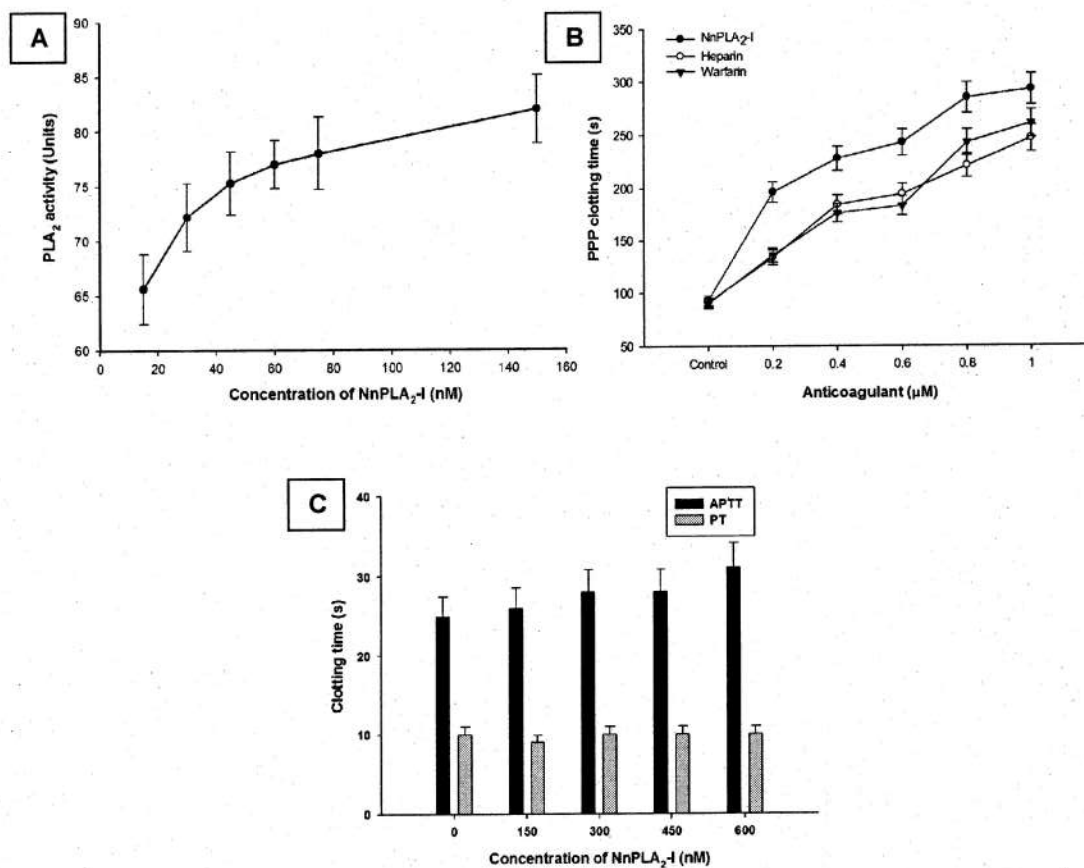 A
PLA₂ activity (Units)
90
85
80
75
70
65
60
0 20 40 60 80 100 120 140 160
Concentration of NnPLA₂-I (nM)
B
NnPLA₂-I
Heparin
Warfarin
PPP clotting time (s)
350
300
250
200
150
100
50
Control 0.2 0.4 0.6 0.8 1
Anticoagulant (µM)
C
APTT
PT
Clotting time (s)
40
30
20
10
0
0 150 300 450 600
Concentration of NnPLA₂-I (nM)